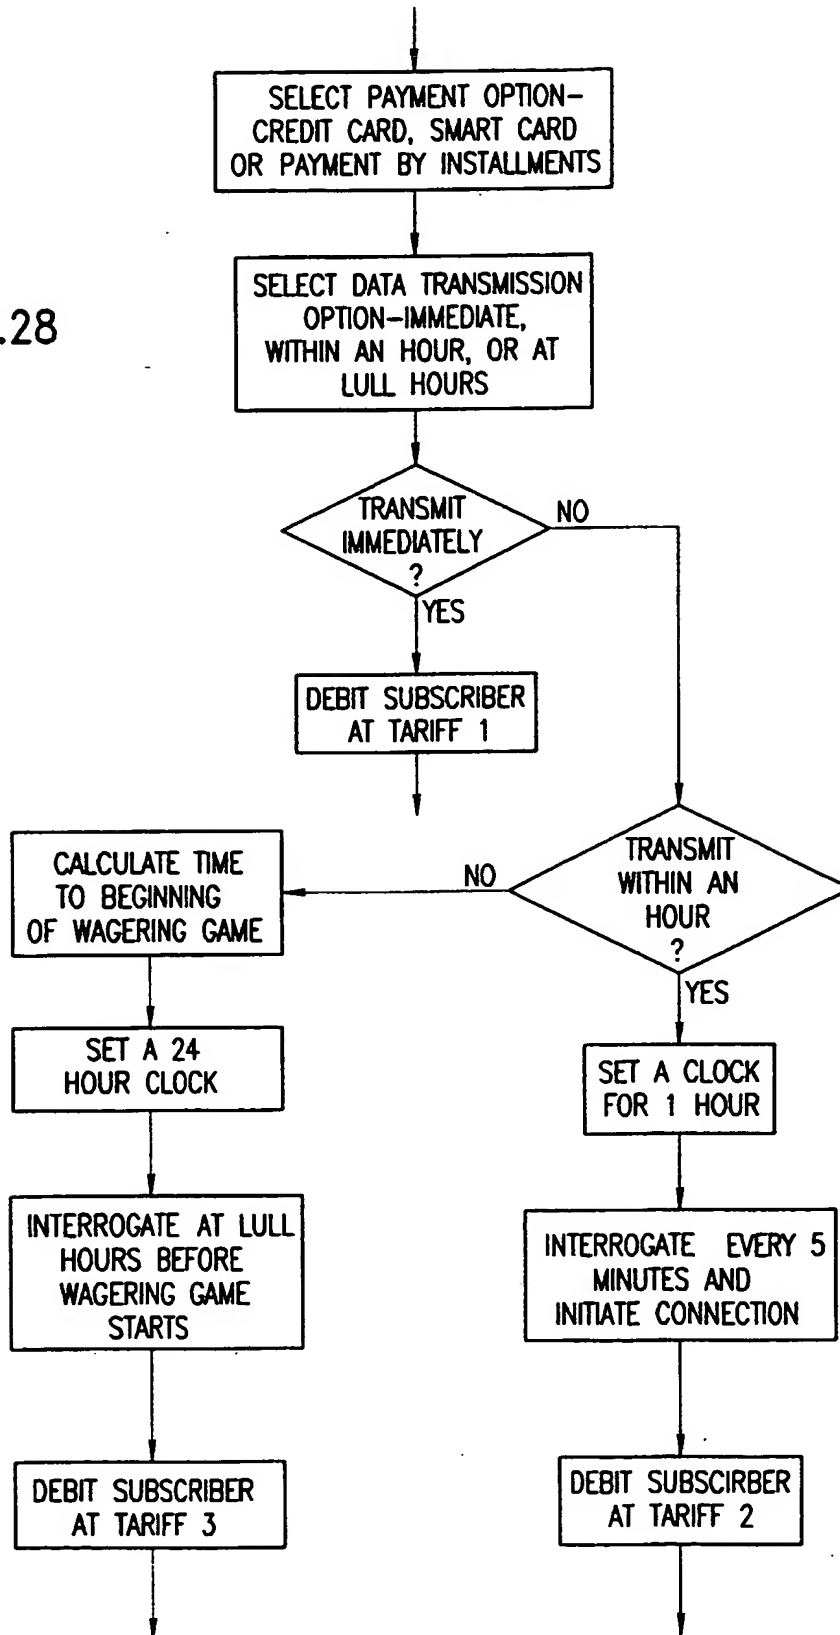 SELECT PAYMENT OPTION-
CREDIT CARD, SMART CARD
OR PAYMENT BY INSTALLMENTS
.28
SELECT DATA TRANSMISSION
OPTION-IMMEDIATE,
WITHIN AN HOUR, OR AT
LULL HOURS
TRANSMIT
IMMEDIATELY
?
NO
YES
DEBIT SUBSCRIBER
AT TARIFF 1
TRANSMIT
WITHIN AN
HOUR
?
NO
YES
CALCULATE TIME
TO BEGINNING
OF WAGERING GAME
SET A 24
HOUR CLOCK
SET A CLOCK
FOR 1 HOUR
INTERROGATE AT LULL
HOURS BEFORE
WAGERING GAME
STARTS
INTERROGATE EVERY 5
MINUTES AND
INITIATE CONNECTION
DEBIT SUBSCRIBER
AT TARIFF 3
DEBIT SUBSCIRBER
AT TARIFF 2